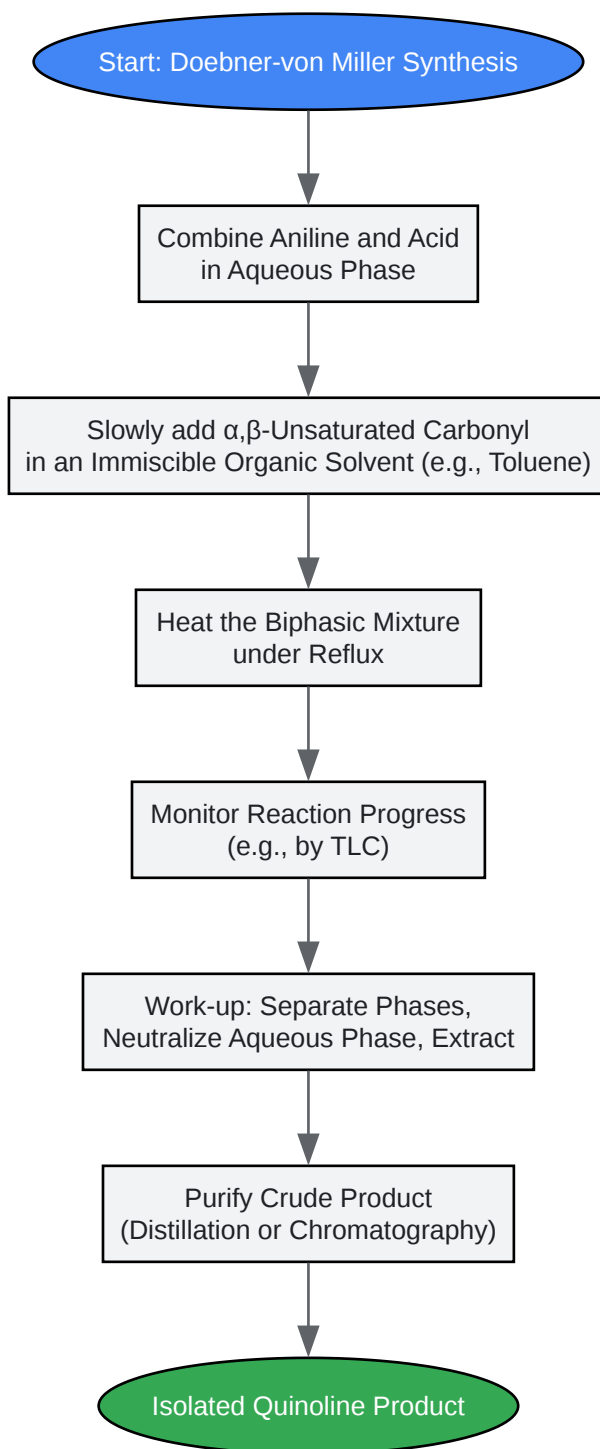 Start: Doebner-von Miller Synthesis
Combine Aniline and Acid
in Aqueous Phase
Slowly add α,β-Unsaturated Carbonyl
in an Immiscible Organic Solvent (e.g., Toluene)
Heat the Biphasic Mixture
under Reflux
Monitor Reaction Progress
(e.g., by TLC)
Work-up: Separate Phases,
Neutralize Aqueous Phase, Extract
Purify Crude Product
(Distillation or Chromatography)
Isolated Quinoline Product